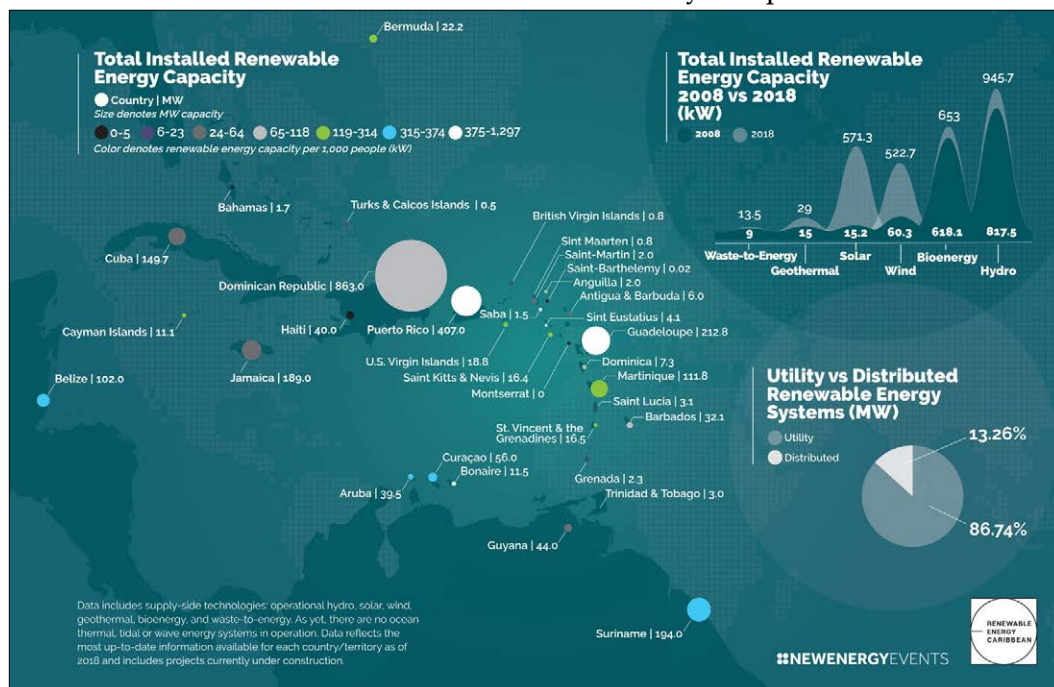 Bermuda | 22.2
Total Installed Renewable
Energy Capacity
Country | MW
Size denotes MW capacity
0-5 6-23 24-64 65-118 119-314 315-374 375-1,297
Color denotes renewable energy capacity per 1,000 people (kW)
Total Installed Renewable
Energy Capacity
2008 vs 2018
(kW)
2008 2018
945.7
653
571.3
522.7
29
13.5
9 15 15.2 60.3 618.1 817.5
Waste-to-Energy
Geothermal
Solar
Wind
Bioenergy
Hydro
Bahamas | 1.7
Turks & Caicos Islands | 0.5
British Virgin Islands | 0.8
Sint Maarten | 0.8
Saint-Martin | 2.0
Saint-Barthelemy | 0.02
Anguilla | 2.0
Antigua & Barbuda | 6.0
Cuba | 149.7
Dominican Republic | 863.0
Saba | 1.5
Sint Eustatius | 4.1
Cayman Islands | 11.1
Haiti | 40.0
Puerto Rico | 407.0
Guadeloupe | 212.8
U.S. Virgin Islands | 18.8
Dominica | 7.3
Belize | 102.0
Jamaica | 189.0
Saint Kitts & Nevis | 16.4
Martinique | 111.8
Montserrat | 0
Saint Lucia | 3.1
Barbados | 32.1
St. Vincent & the
Grenadines | 16.5
Utility vs Distributed
Renewable Energy
Systems (MW)
Utility
Distributed
13.26%
86.74%
Curaçao | 56.0
Bonaire | 11.5
Aruba | 39.5
Grenada | 2.3
Trinidad & Tobago | 3.0
Guyana | 44.0
Suriname | 194.0
Data includes supply-side technologies: operational hydro, solar, wind,
geothermal, bioenergy, and waste-to-energy. As yet, there are no ocean
thermal, tidal or wave energy systems in operation. Data reflects the
most up-to-date information available for each country/territory as of
2018 and includes projects currently under construction.
NEWENERGYEVENTS
RENEWABLE
ENERGY
CARIBBEAN